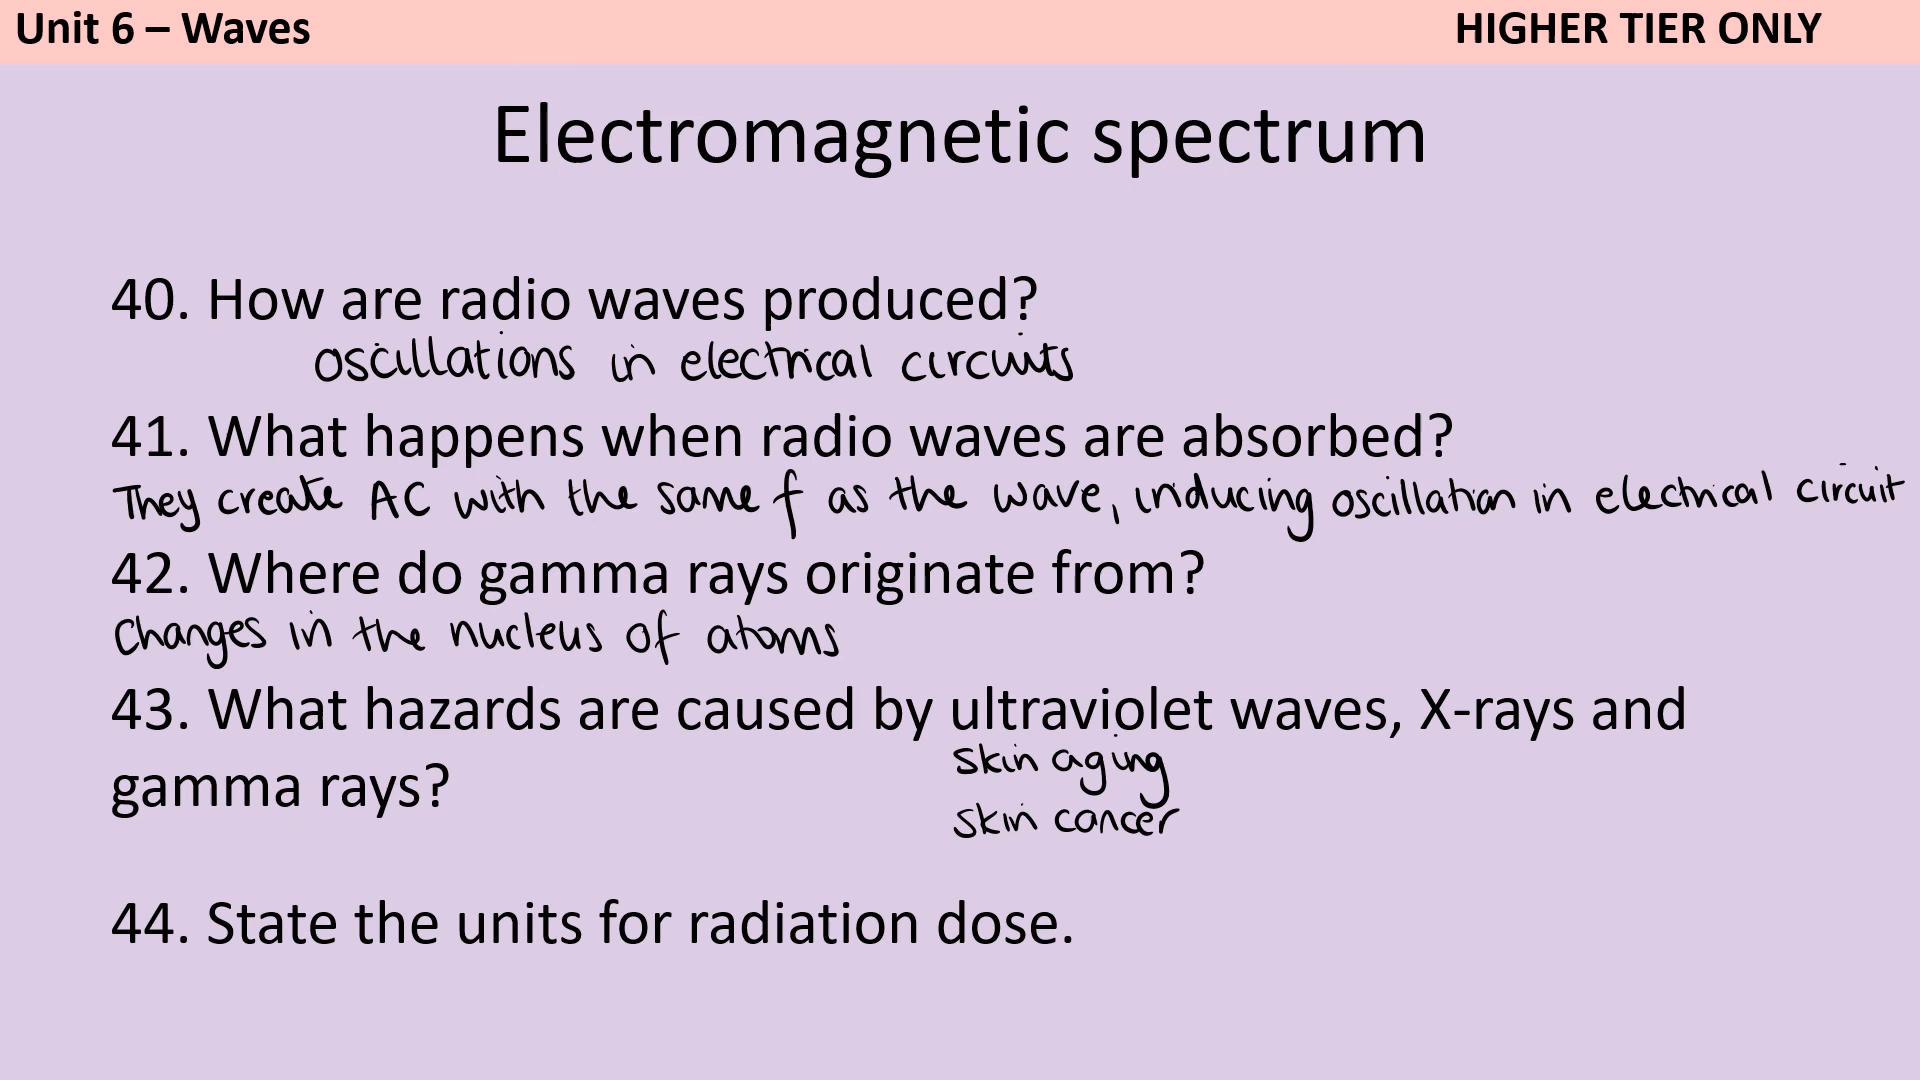 Unit 6 – Waves
HIGHER TIER ONLY
Electromagnetic spectrum
40. How are radio waves produced?
oscillations in electrical circuits
41. What happens when radio waves are absorbed?
They create AC with the same f as the wave, inducing oscillation in electrical circuit
42. Where do gamma rays originate from?
Changes in the nucleus of atoms
43. What hazards are caused by ultraviolet waves, X-rays and
gamma rays?
skin aging
skin cancer
44. State the units for radiation dose.